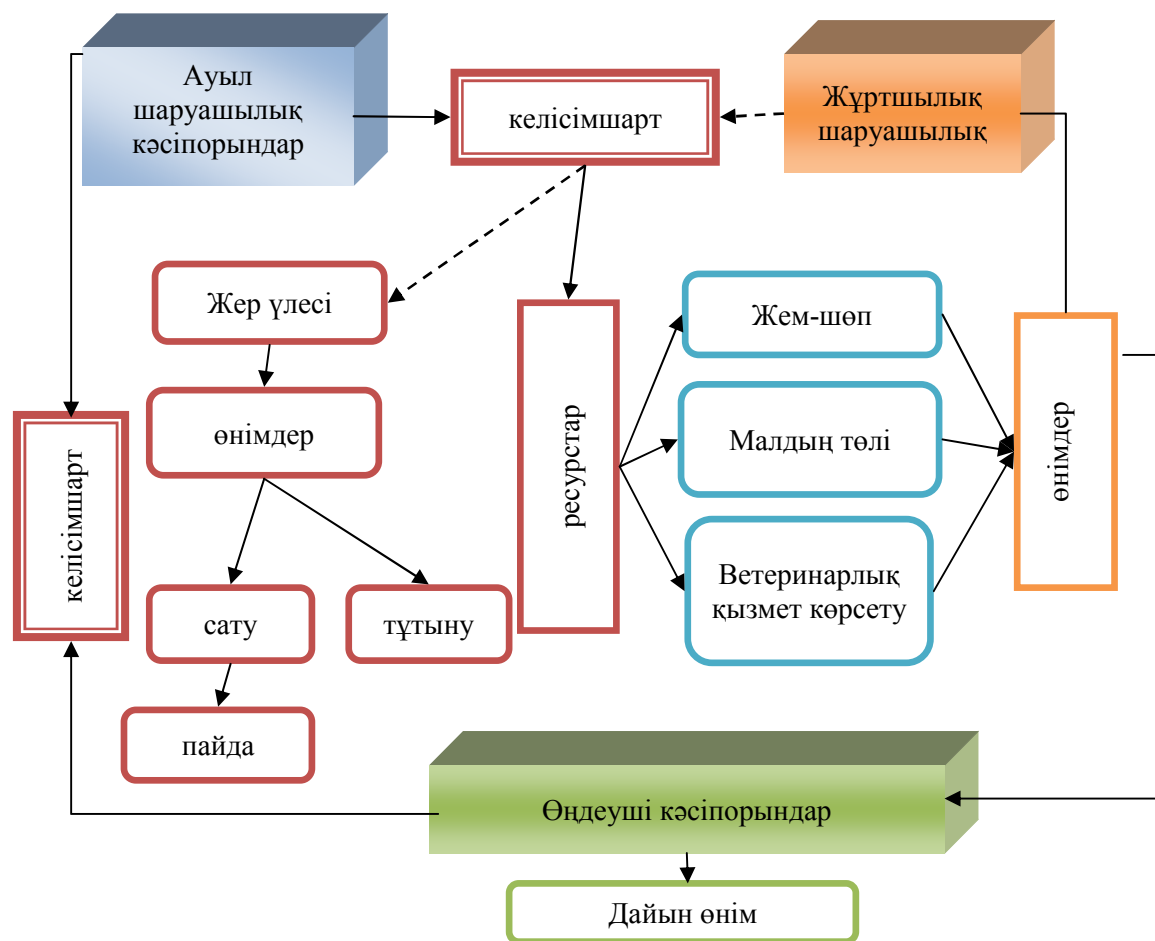 Ауыл
шаруашылық
кәсіпорындар
келісімшарт
Жұртшылық
шаруашылық
Жер үлесі
Жем-шөп
өнімдер
Малдың төлі
ресурстар
өнімдер
келісімшарт
Ветеринарлық
қызмет көрсету
сату
тұтыну
пайда
Өңдеуші кәсіпорындар
Дайын өнім